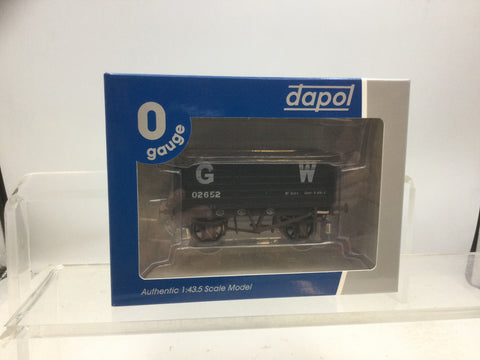 0
gauge
dapol
G W
02652
Authentic 1:43.5 Scale Model